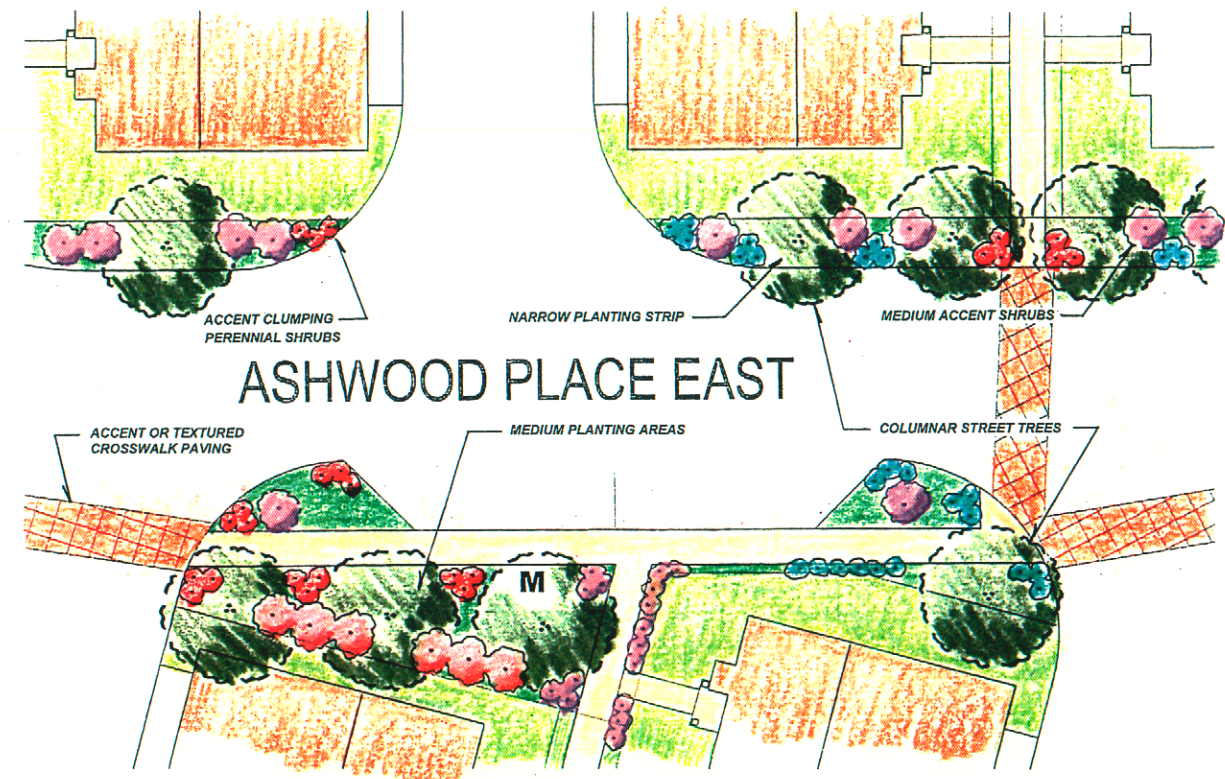 ACCENT CLUMPING
PERENNIAL SHRUBS
NARROW PLANTING STRIP
MEDIUM ACCENT SHRUBS
ASHWOOD PLACE EAST
ACCENT OR TEXTURED
CROSSWALK PAVING
MEDIUM PLANTING AREAS
COLUMNAR STREET TREES
M